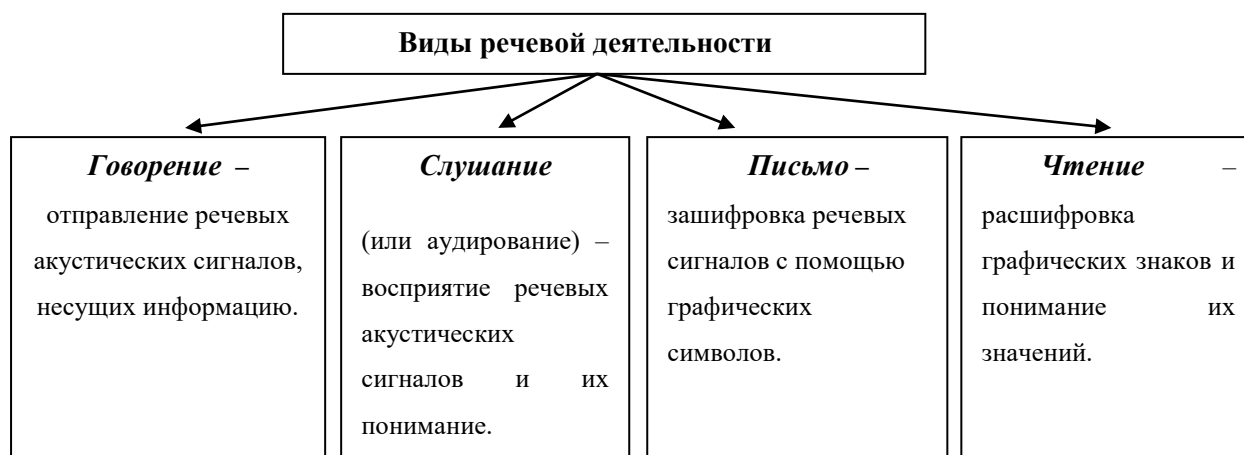 Виды речевой деятельности
Говорение –
отправление речевых
акустических сигналов,
несущих информацию.
Слушание
(или аудирование) –
восприятие речевых
акустических
сигналов и их
понимание.
Письмо –
зашифровка речевых
сигналов с помощью
графических
символов.
Чтение –
расшифровка
графических знаков и
понимание их
значений.